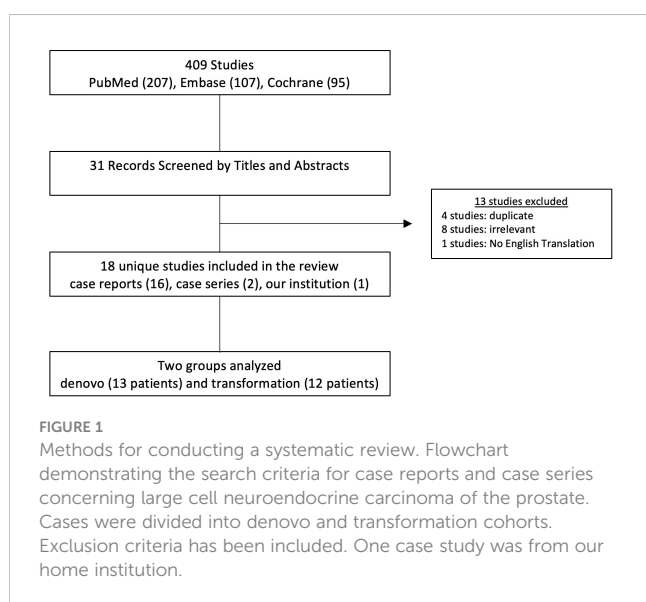 409 Studies
PubMed (207), Embase (107), Cochrane (95)
31 Records Screened by Titles and Abstracts
13 studies excluded
4 studies: duplicate
8 studies: irrelevant
1 studies: No English Translation
18 unique studies included in the review
case reports (16), case series (2), our institution (1)
Two groups analyzed
denovo (13 patients) and transformation (12 patients)
FIGURE 1
Methods for conducting a systematic review. Flowchart
demonstrating the search criteria for case reports and case series
concerning large cell neuroendocrine carcinoma of the prostate.
Cases were divided into denovo and transformation cohorts.
Exclusion criteria has been included. One case study was from our
home institution.